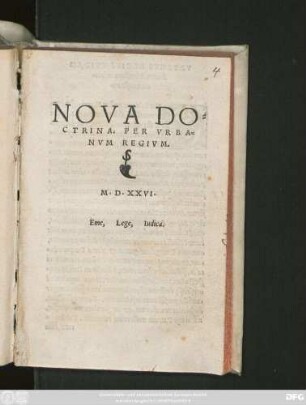 4
NOVA DO-
CTRINA. PER VRBA-
NVM REGIVM.
M. D. XXVI.
Eme, Lege, Iudica.